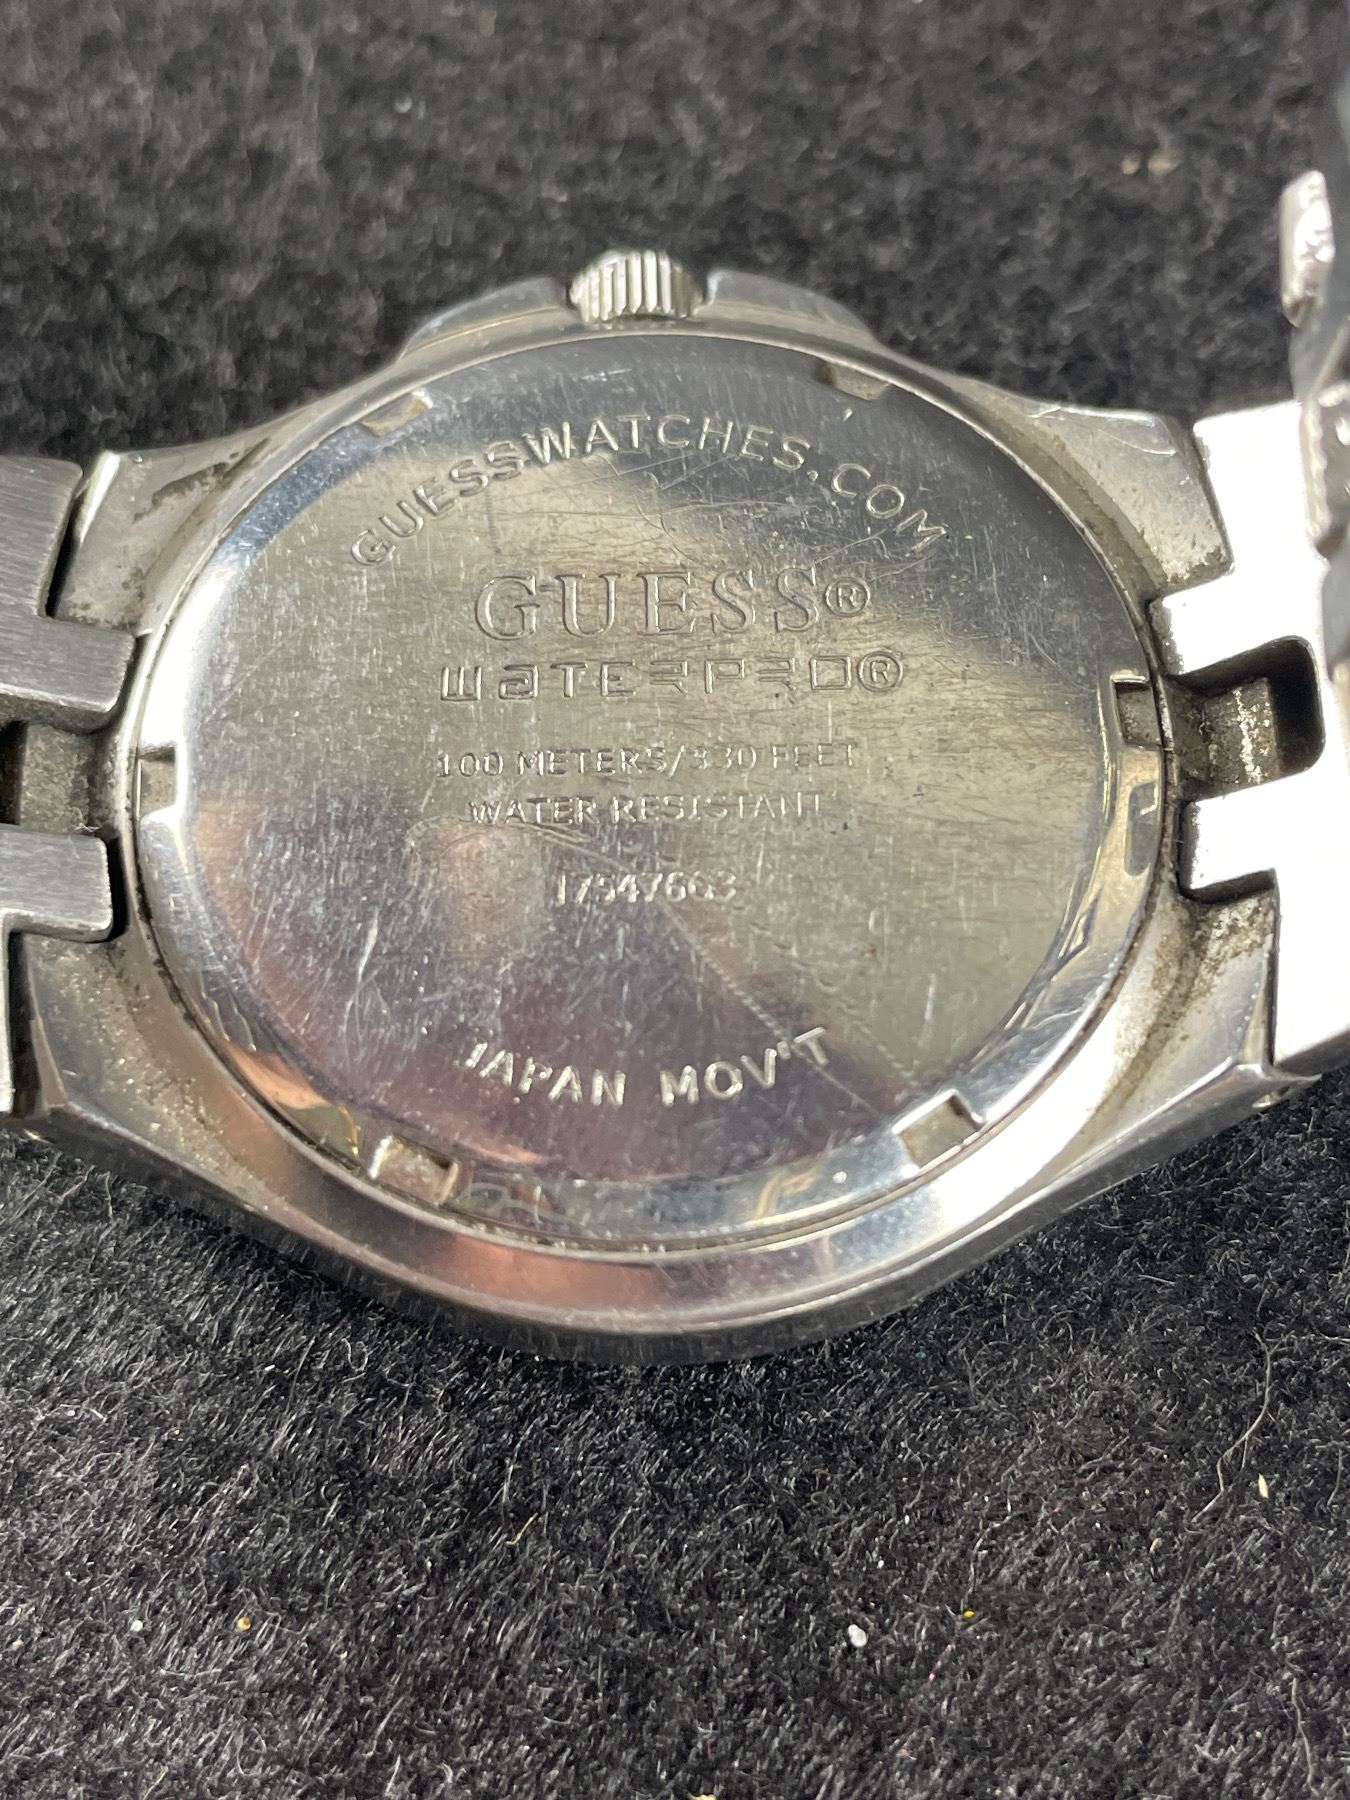 GUESSWATCHES.COM
GUESS®
WATERPRO®
100 METERS/330 FEET
WATER RESISTANT
17547663
JAPAN MOV'T